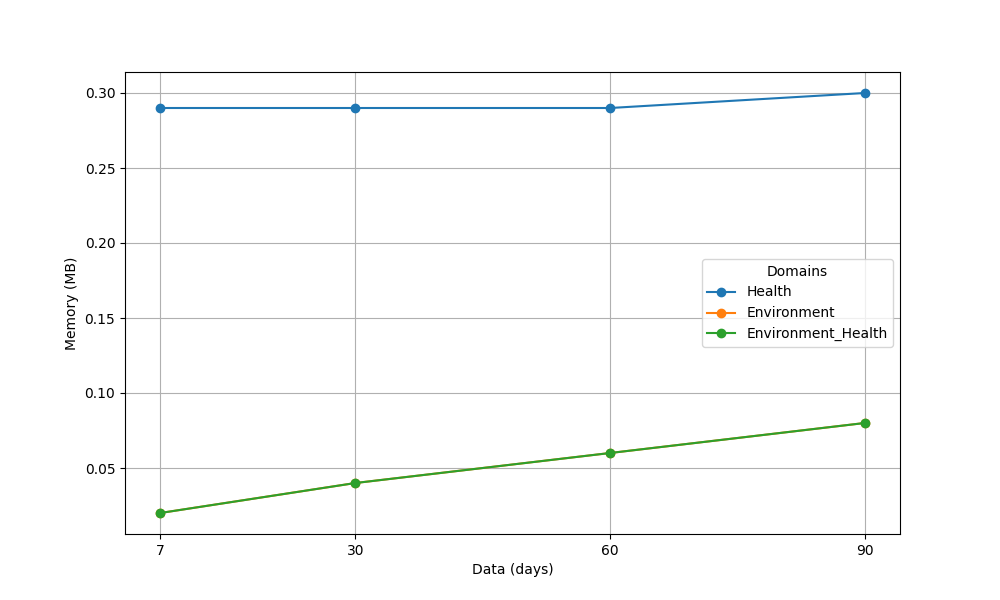 0.30
0.25
0.20
0.15
0.10
0.05
Memory (MB)
Domains
Health
Environment
Environment_Health
7 30 60 90
Data (days)